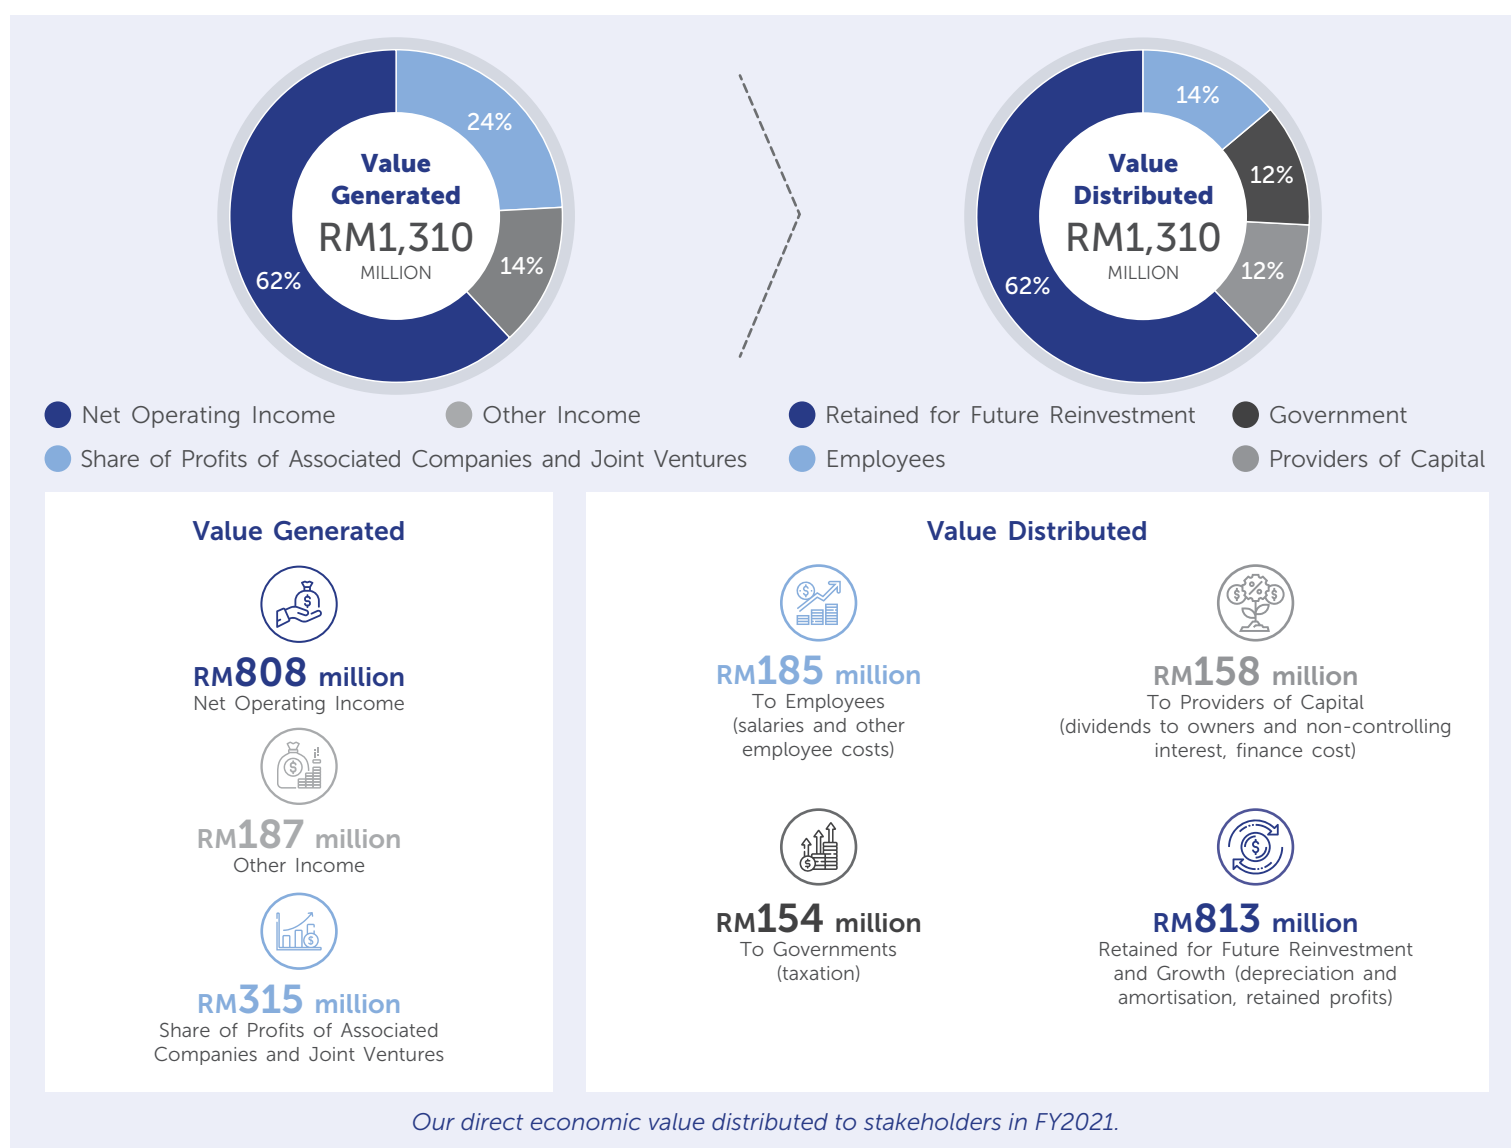 24%
14%
62%
Value
Generated
RM1,310
MILLION
14%
12%
12%
62%
Value
Distributed
RM1,310
MILLION
Net Operating Income
Other Income
Share of Profits of Associated Companies and Joint Ventures
Retained for Future Reinvestment
Government
Employees
Providers of Capital
Value Generated
RM808 million
Net Operating Income
RM187 million
Other Income
RM315 million
Share of Profits of Associated
Companies and Joint Ventures
Value Distributed
RM185 million
To Employees
(salaries and other
employee costs)
RM158 million
To Providers of Capital
(dividends to owners and non-controlling
interest, finance cost)
RM154 million
To Governments
(taxation)
RM813 million
Retained for Future Reinvestment
and Growth (depreciation and
amortisation, retained profits)
Our direct economic value distributed to stakeholders in FY2021.